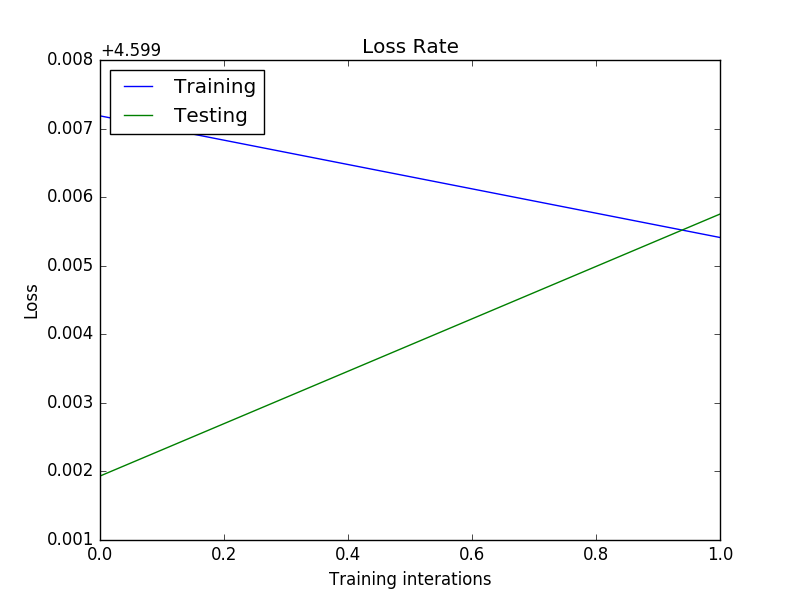 Loss Rate
+4.599
0.008
0.007
0.006
0.005
0.004
0.003
0.002
0.001
Training
Testing
Loss
0.0 0.2 0.4 0.6 0.8 1.0
Training interations